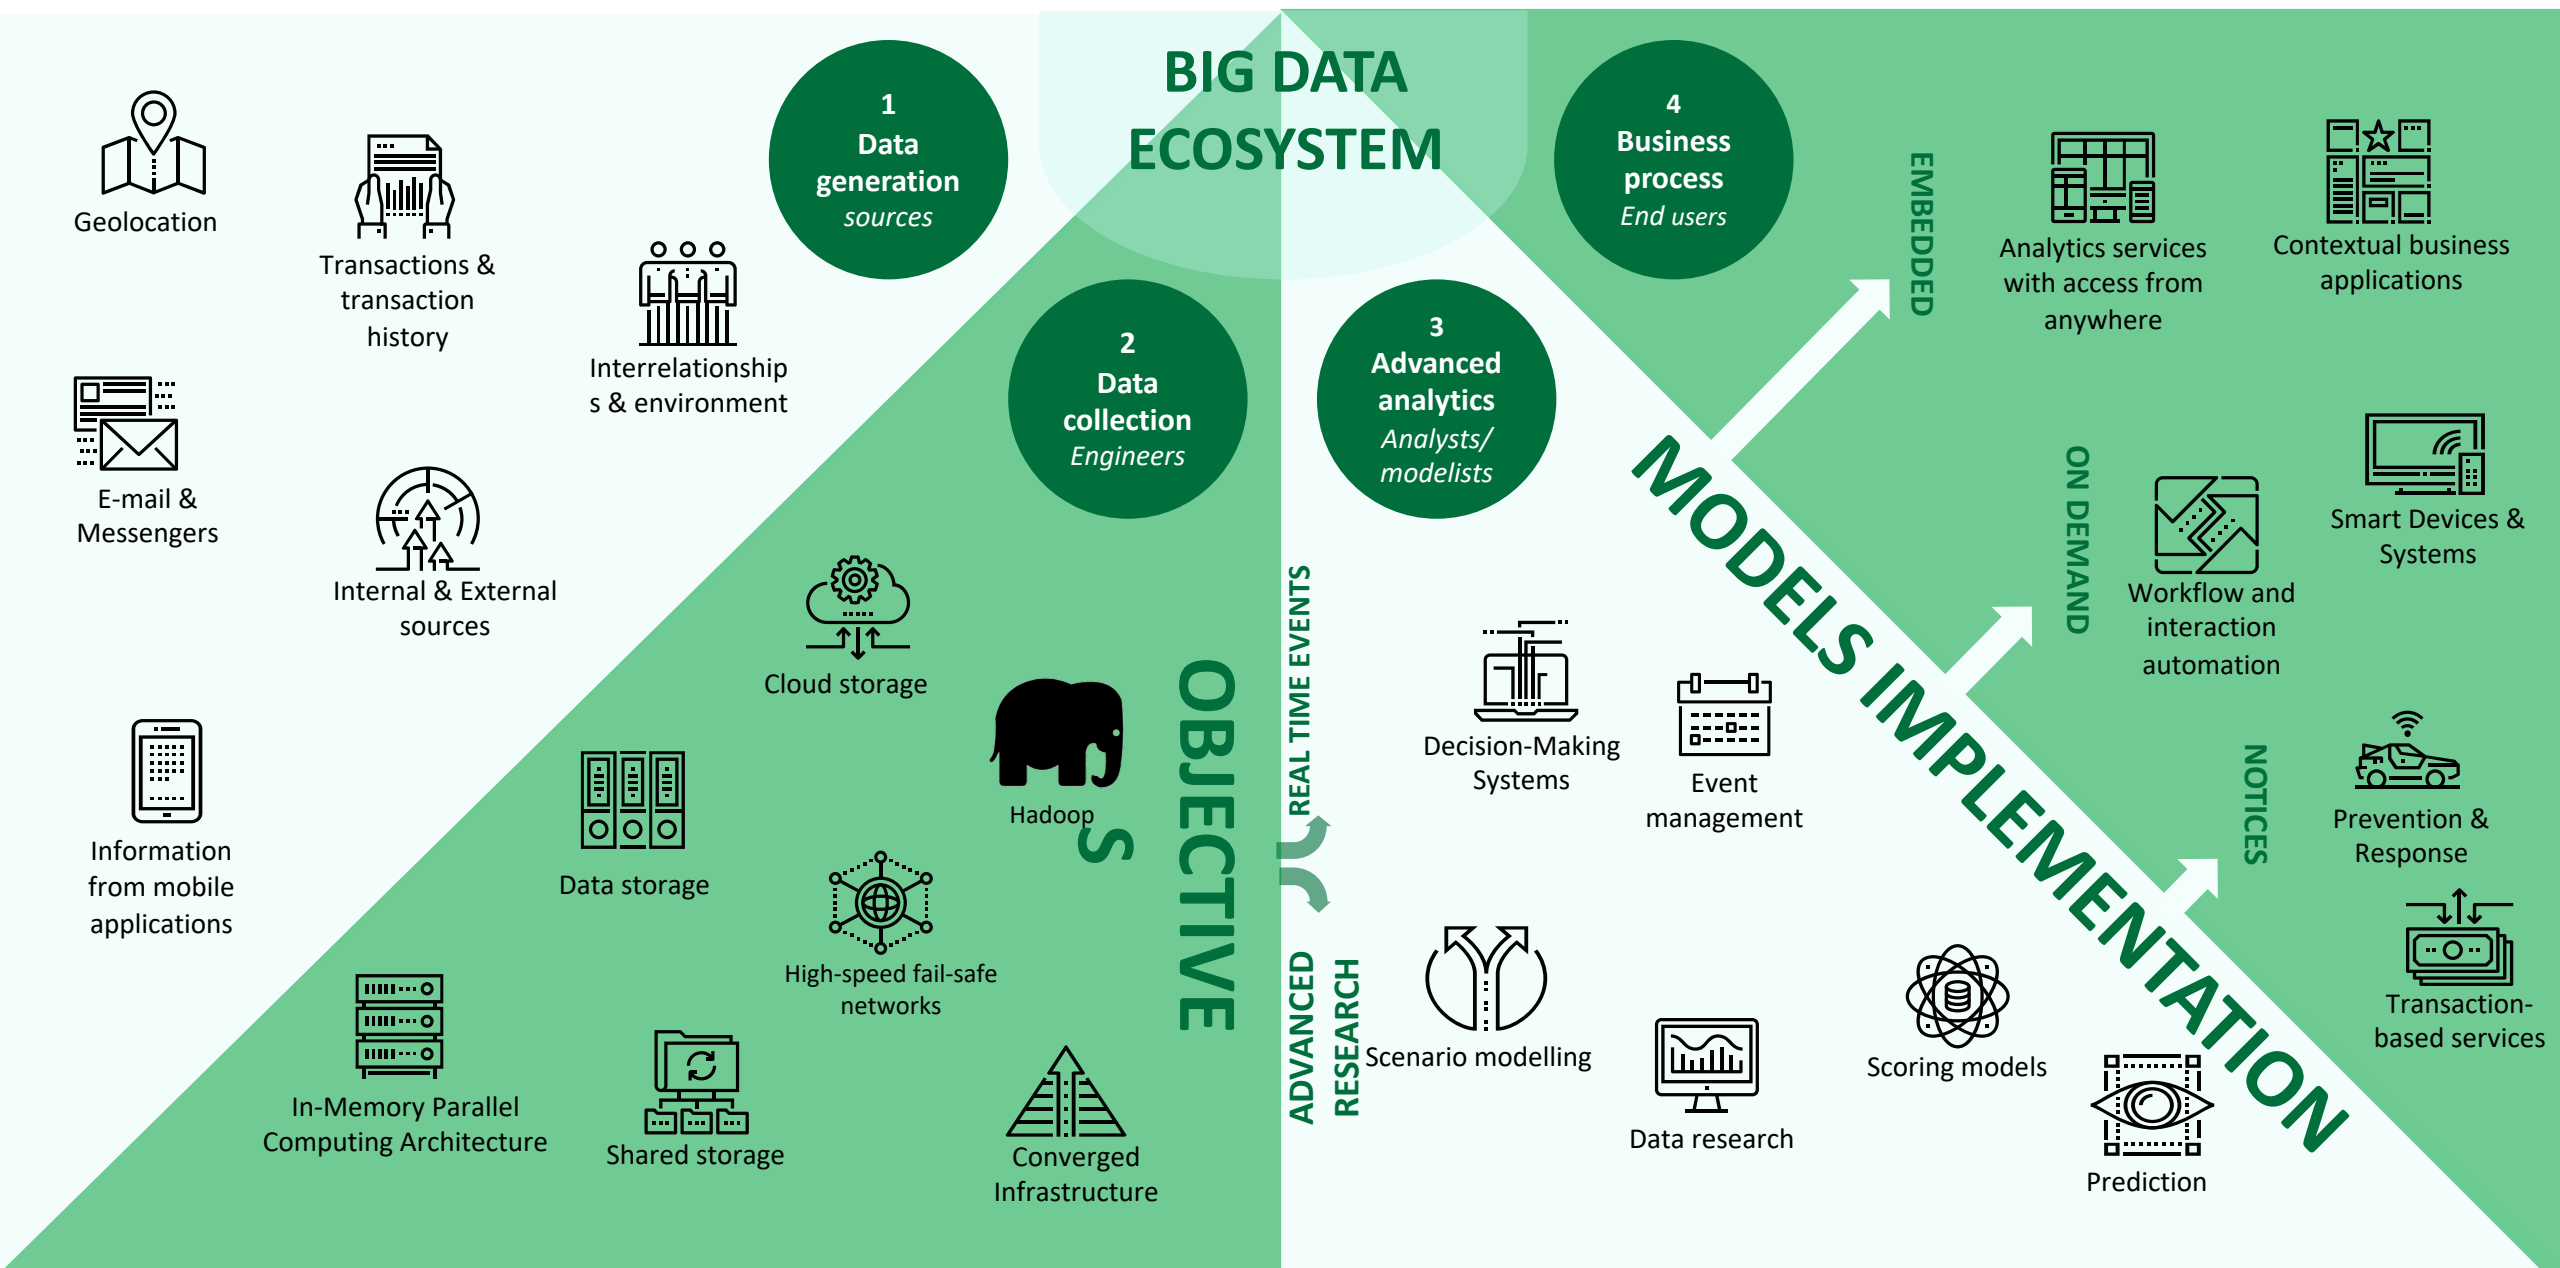 BIG DATA
ECOSYSTEM
1
Data
generation
sources
Geolocation
Transactions &
transaction
history
Interrelationship
s & environment
E-mail &
Messengers
Internal & External
sources
Information
from mobile
applications
2
Data
collection
Engineers
Cloud storage
Hadoop
Data storage
High-speed fail-safe
networks
In-Memory Parallel
Computing Architecture
Shared storage
Converged
Infrastructure
OBJECTIVE
S
3
Advanced
analytics
Analysts/
modelists
REAL TIME EVENTS
Decision-Making
Systems
Event
management
ADVANCED
RESEARCH
Scenario modelling
Data research
Scoring models
Prediction
MODELS IMPLEMENTATION
4
Business
process
End users
EMBEDDED
Analytics services
with access from
anywhere
Contextual business
applications
ON DEMAND
Workflow and
interaction
automation
Smart Devices &
Systems
NOTICES
Prevention &
Response
Transaction-
based services